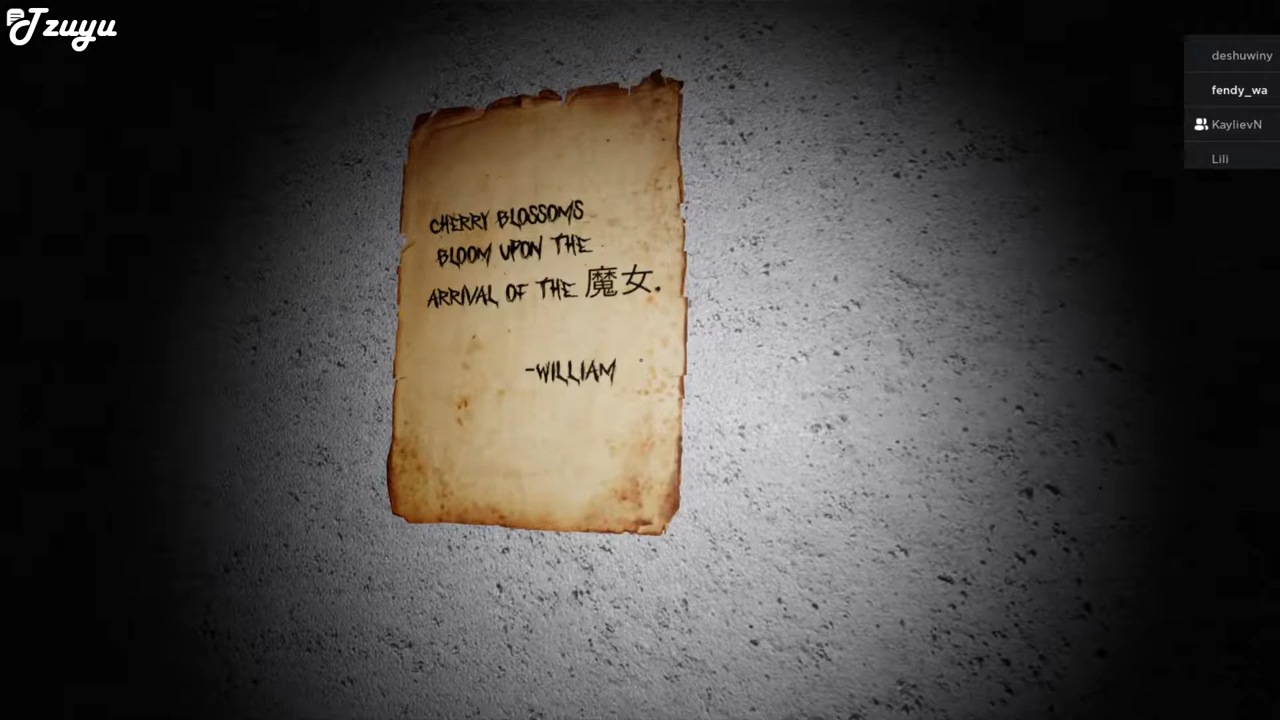 Tzuyu
deshuwiny
fendy_wa
KaylievN
Lili
CHERRY BLOSSOMS
BLOOM UPON THE
ARRIVAL OF THE 魔女.
-WILLIAM